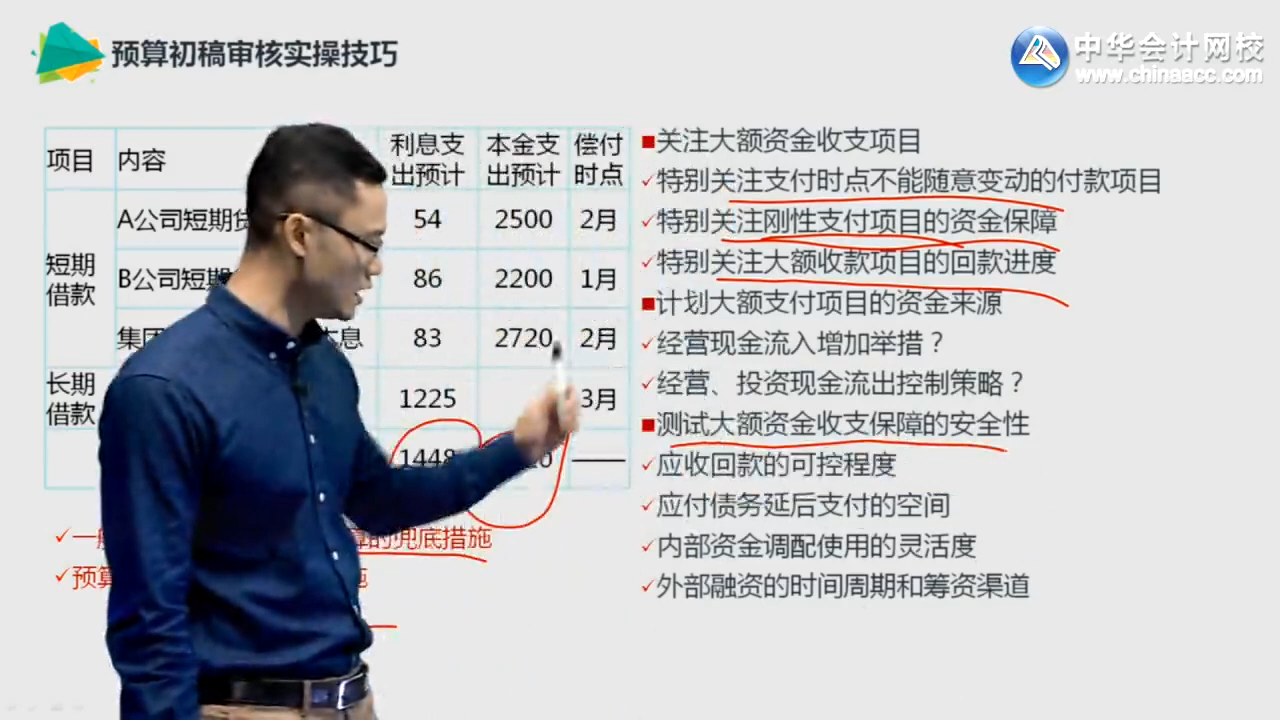 预算初稿审核实操技巧
中华会计网校
www.chinaacc.com
项目 内容 利息支出预计 本金支出预计 偿付时点
短期借款
A公司短期贷 54 2500 2月
B公司短期 86 2200 1月
集团 息 83 2720 2月
长期借款 1225 3月
1448 ——
✓一 的兜底措施
✓预算 施
■关注大额资金收支项目
✓特别关注支付时点不能随意变动的付款项目
✓特别关注刚性支付项目的资金保障
✓特别关注大额收款项目的回款进度
■计划大额支付项目的资金来源
✓经营现金流入增加举措？
✓经营、投资现金流出控制策略？
■测试大额资金收支保障的安全性
✓应收回款的可控程度
✓应付债务延后支付的空间
✓内部资金调配使用的灵活度
✓外部融资的时间周期和筹资渠道